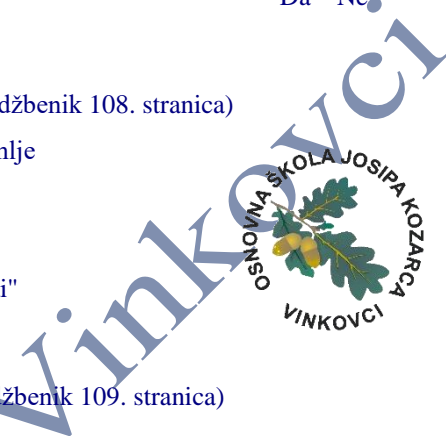 Da Ne
džbenik 108. stranica)
nlje
OSNOVNA ŠKOLA JOSIPA KOZARCA
VINKOVCI
i"
žbenik 109. stranica)
Vinkovci